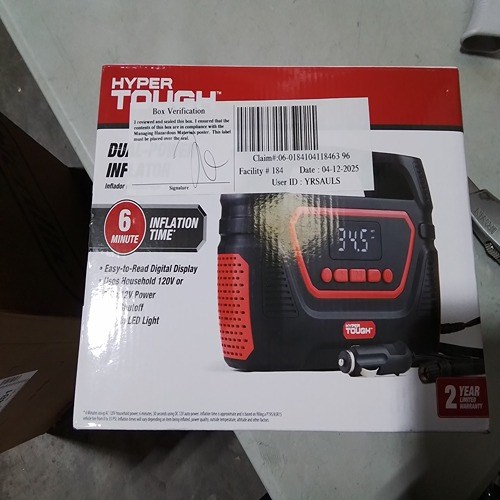 HYPER
TOUGH™
Box Verification
I reviewed and sealed this box. I ensured that the
contents of this box are in compliance with the
Managing Hazardous Materials poster. This label
must be placed over the seal.
Signature
Claim#:06-0184104118463 96
Facility # 184 Date : 04-12-2025
User ID : YRSAULS
DU
INF
Inflador
6
MINUTE
INFLATION
TIME*
• Easy-to-Read Digital Display
• Uses Household 120V or
12V Power
Shutoff
LED Light
34.5
HYPER
TOUGH
2 YEAR
LIMITED
WARRANTY